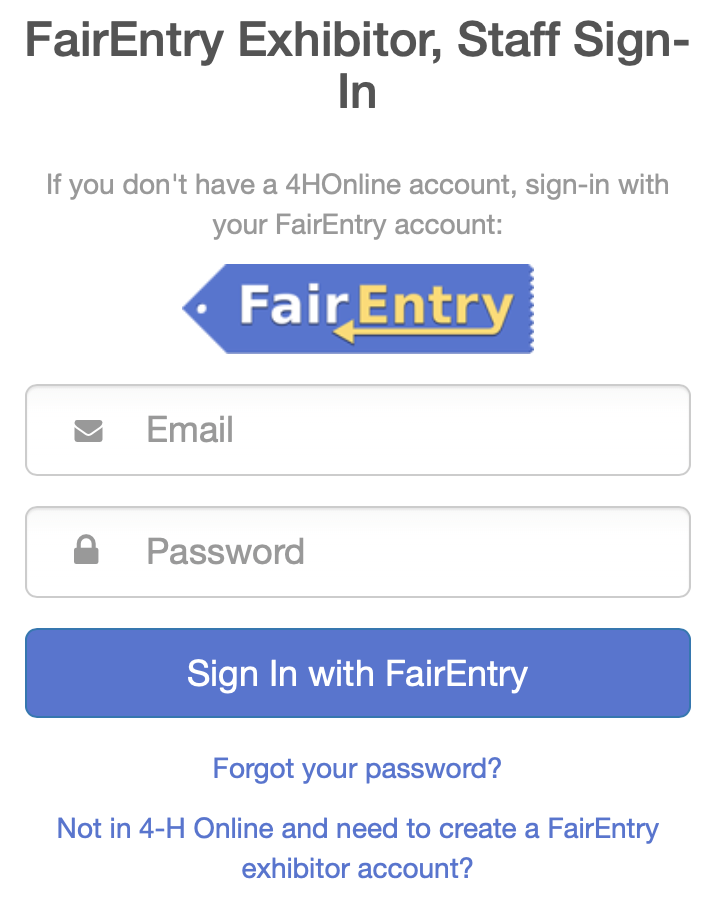 FairEntry Exhibitor, Staff Sign-
In
If you don't have a 4HOnline account, sign-in with
your FairEntry account:
FairEntry
Email
Password
Sign In with FairEntry
Forgot your password?
Not in 4-H Online and need to create a FairEntry
exhibitor account?